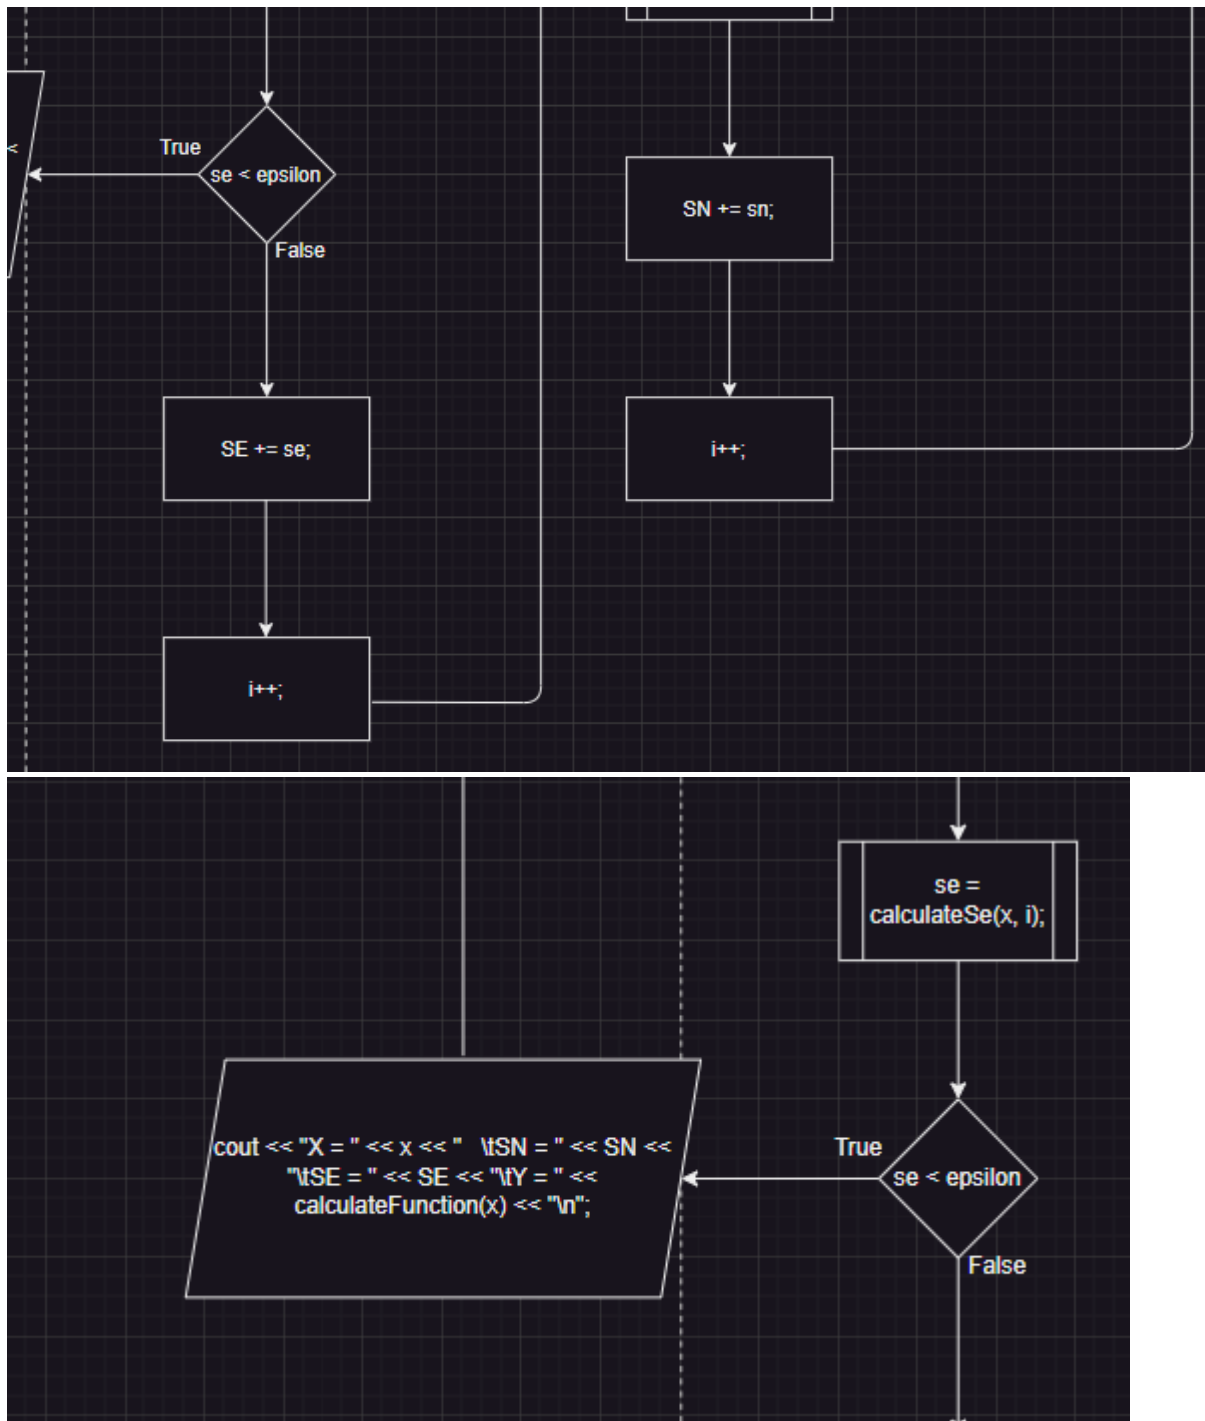 <
True
se < epsilon
False
SE += se;
i++;
SN += sn;
i++;
se =
calculateSe(x, i);
cout << "X = " << x << "   \tSN = " << SN <<
"\tSE = " << SE << "\tY = " <<
calculateFunction(x) << "\n";
True
se < epsilon
False